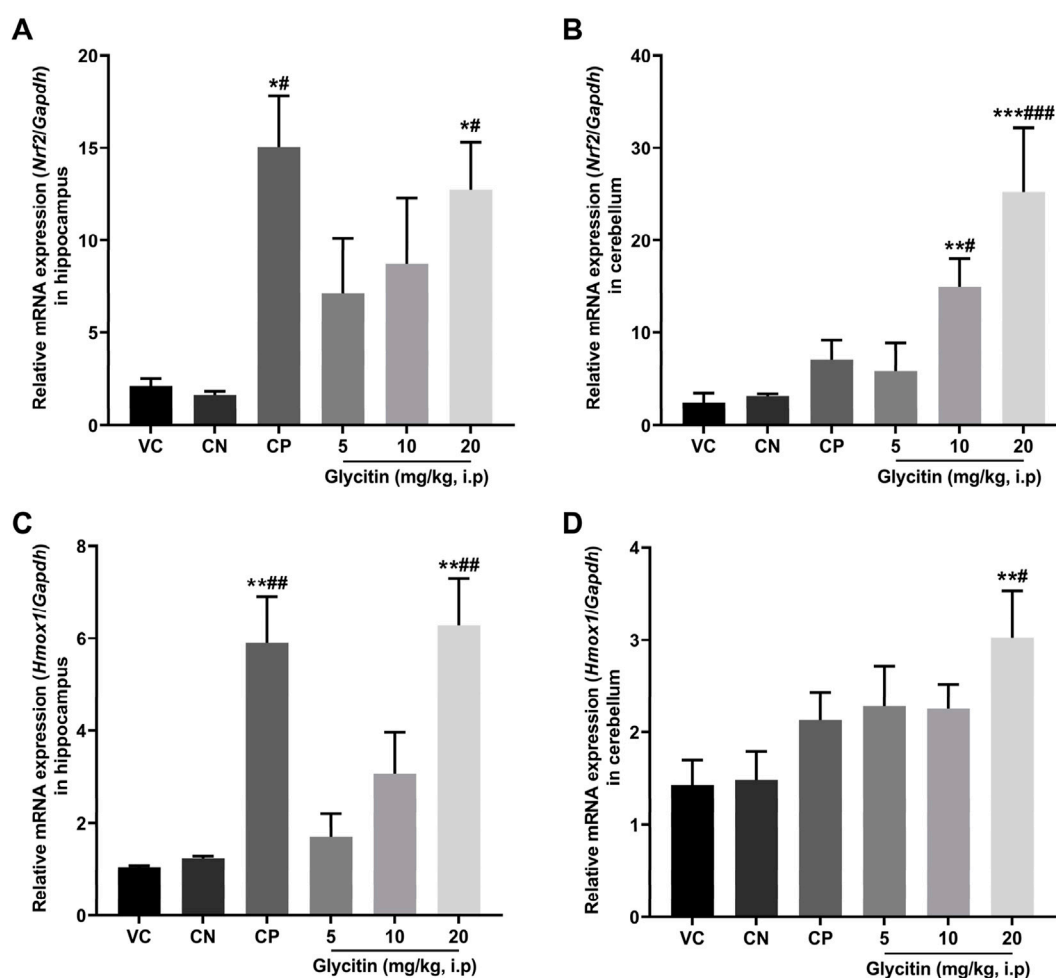 A
Relative mRNA expression (Nrf2/Gapdh)
in hippocampus
20
15
10
5
0
*#
*#
VC CN CP 5 10 20
Glycitin (mg/kg, i.p)
B
Relative mRNA expression (Nrf2/Gapdh)
in cerebellum
40
30
20
10
0
**#
***###
VC CN CP 5 10 20
Glycitin (mg/kg, i.p)
C
Relative mRNA expression (Hmox1/Gapdh)
in hippocampus
8
6
4
2
0
**##
**##
VC CN CP 5 10 20
Glycitin (mg/kg, i.p)
D
Relative mRNA expression (Hmox1/Gapdh)
in cerebellum
4
3
2
1
0
**#
VC CN CP 5 10 20
Glycitin (mg/kg, i.p)